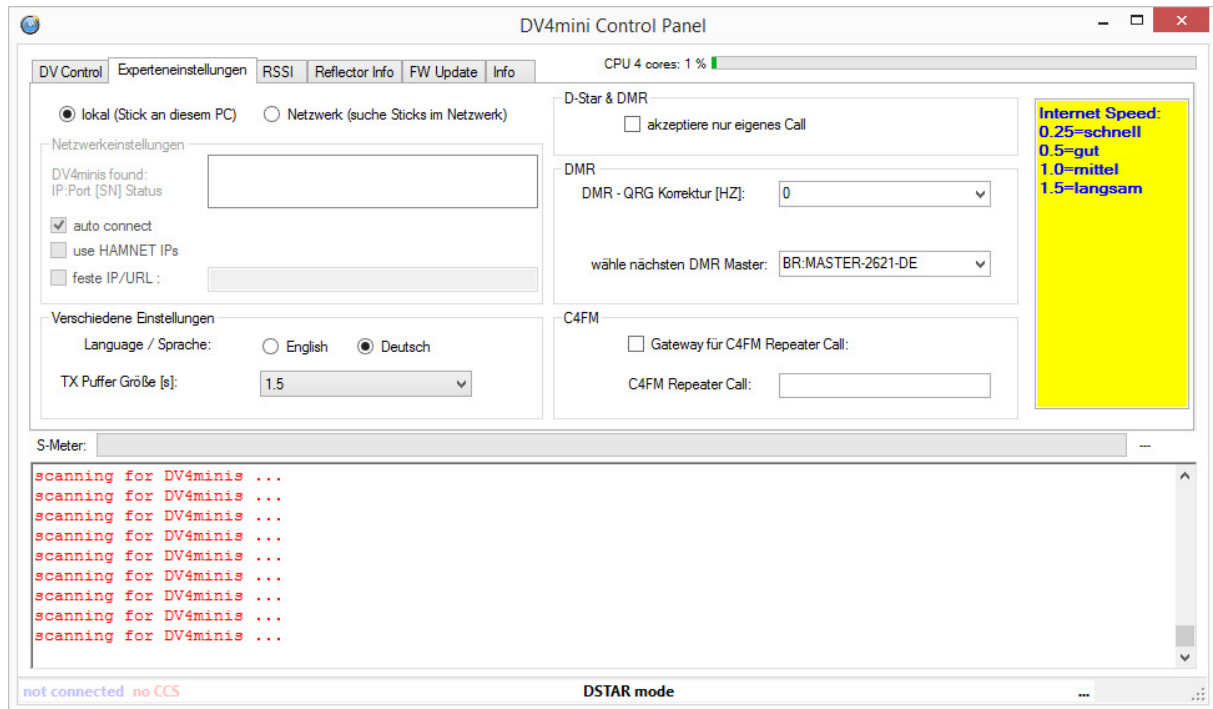 DV4mini Control Panel
DV Control Experteneinstellungen RSSI Reflector Info FW Update Info
CPU 4 cores: 1 %
lokal (Stick an diesem PC) Netzwerk (suche Sticks im Netzwerk)
Netzwerkeinstellungen
DV4minis found:
IP:Port [SN] Status
auto connect
use HAMNET IPs
feste IP/URL :
Verschiedene Einstellungen
Language / Sprache: English Deutsch
TX Puffer Größe [s]: 1.5
D-Star & DMR
akzeptiere nur eigenes Call
DMR
DMR - QRG Korrektur [HZ]: 0
wähle nächsten DMR Master: BR:MASTER-2621-DE
C4FM
Gateway für C4FM Repeater Call:
C4FM Repeater Call:
Internet Speed:
0.25=schnell
0.5=gut
1.0=mittel
1.5=langsam
S-Meter: ---
scanning for DV4minis ...
scanning for DV4minis ...
scanning for DV4minis ...
scanning for DV4minis ...
scanning for DV4minis ...
scanning for DV4minis ...
scanning for DV4minis ...
scanning for DV4minis ...
scanning for DV4minis ...
not connected no CCS DSTAR mode ...